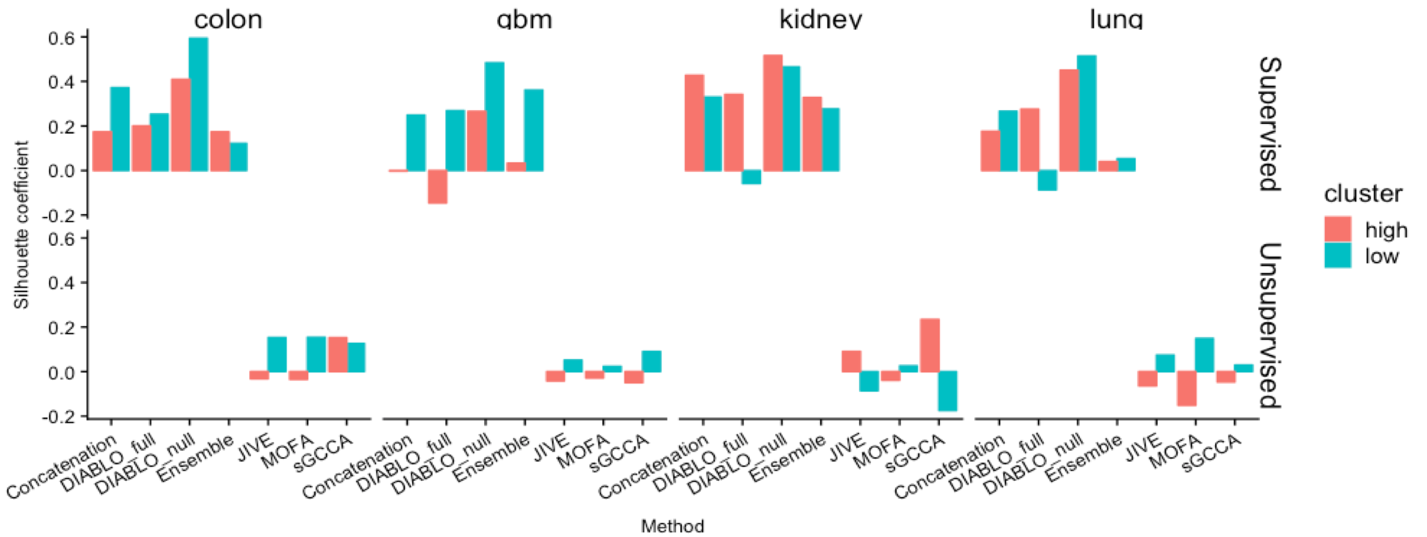 colon gbm kidney lung
0.6
0.4
0.2
0.0
-0.2
Supervised
0.6
0.4
0.2
0.0
-0.2
Unsupervised
Silhouette coefficient
Concatenation DIABLO_full DIABLO_null Ensemble JIVE MOFA sGCCA
Concatenation DIABLO_full DIABLO_null Ensemble JIVE MOFA sGCCA
Concatenation DIABLO_full DIABLO_null Ensemble JIVE MOFA sGCCA
Concatenation DIABLO_full DIABLO_null Ensemble JIVE MOFA sGCCA
Method
cluster
high
low